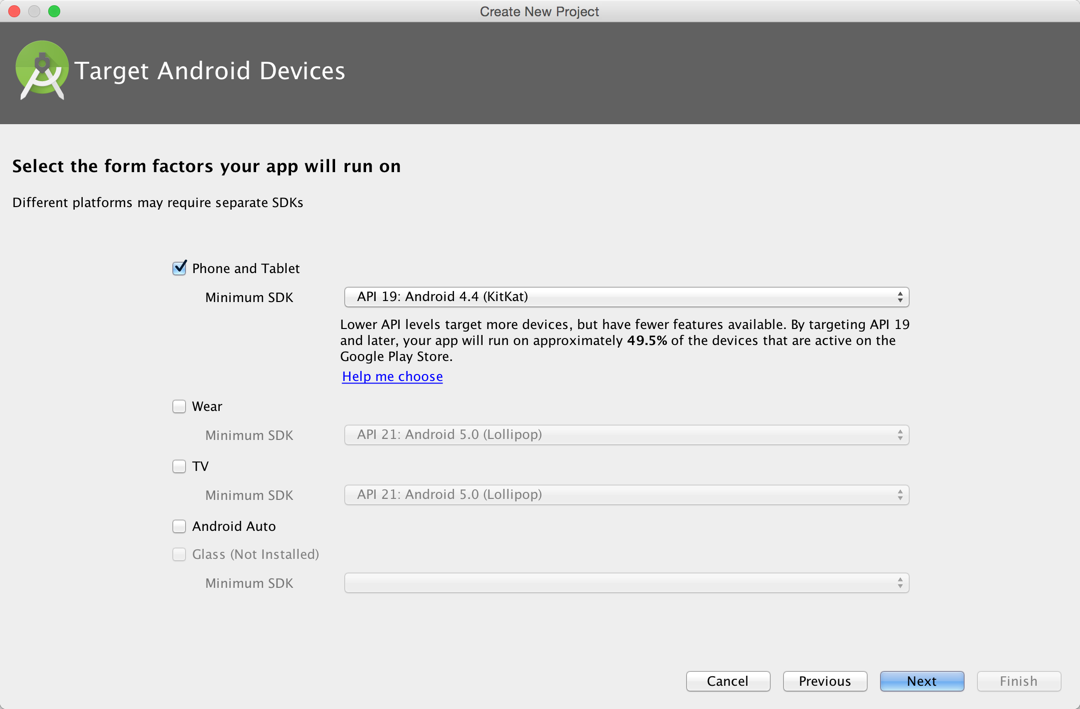 Create New Project
Target Android Devices
Select the form factors your app will run on
Different platforms may require separate SDKs
Phone and Tablet
Minimum SDK API 19: Android 4.4 (KitKat)
Lower API levels target more devices, but have fewer features available. By targeting API 19
and later, your app will run on approximately 49.5% of the devices that are active on the
Google Play Store.
Help me choose
Wear
Minimum SDK API 21: Android 5.0 (Lollipop)
TV
Minimum SDK API 21: Android 5.0 (Lollipop)
Android Auto
Glass (Not Installed)
Minimum SDK
Cancel Previous Next Finish